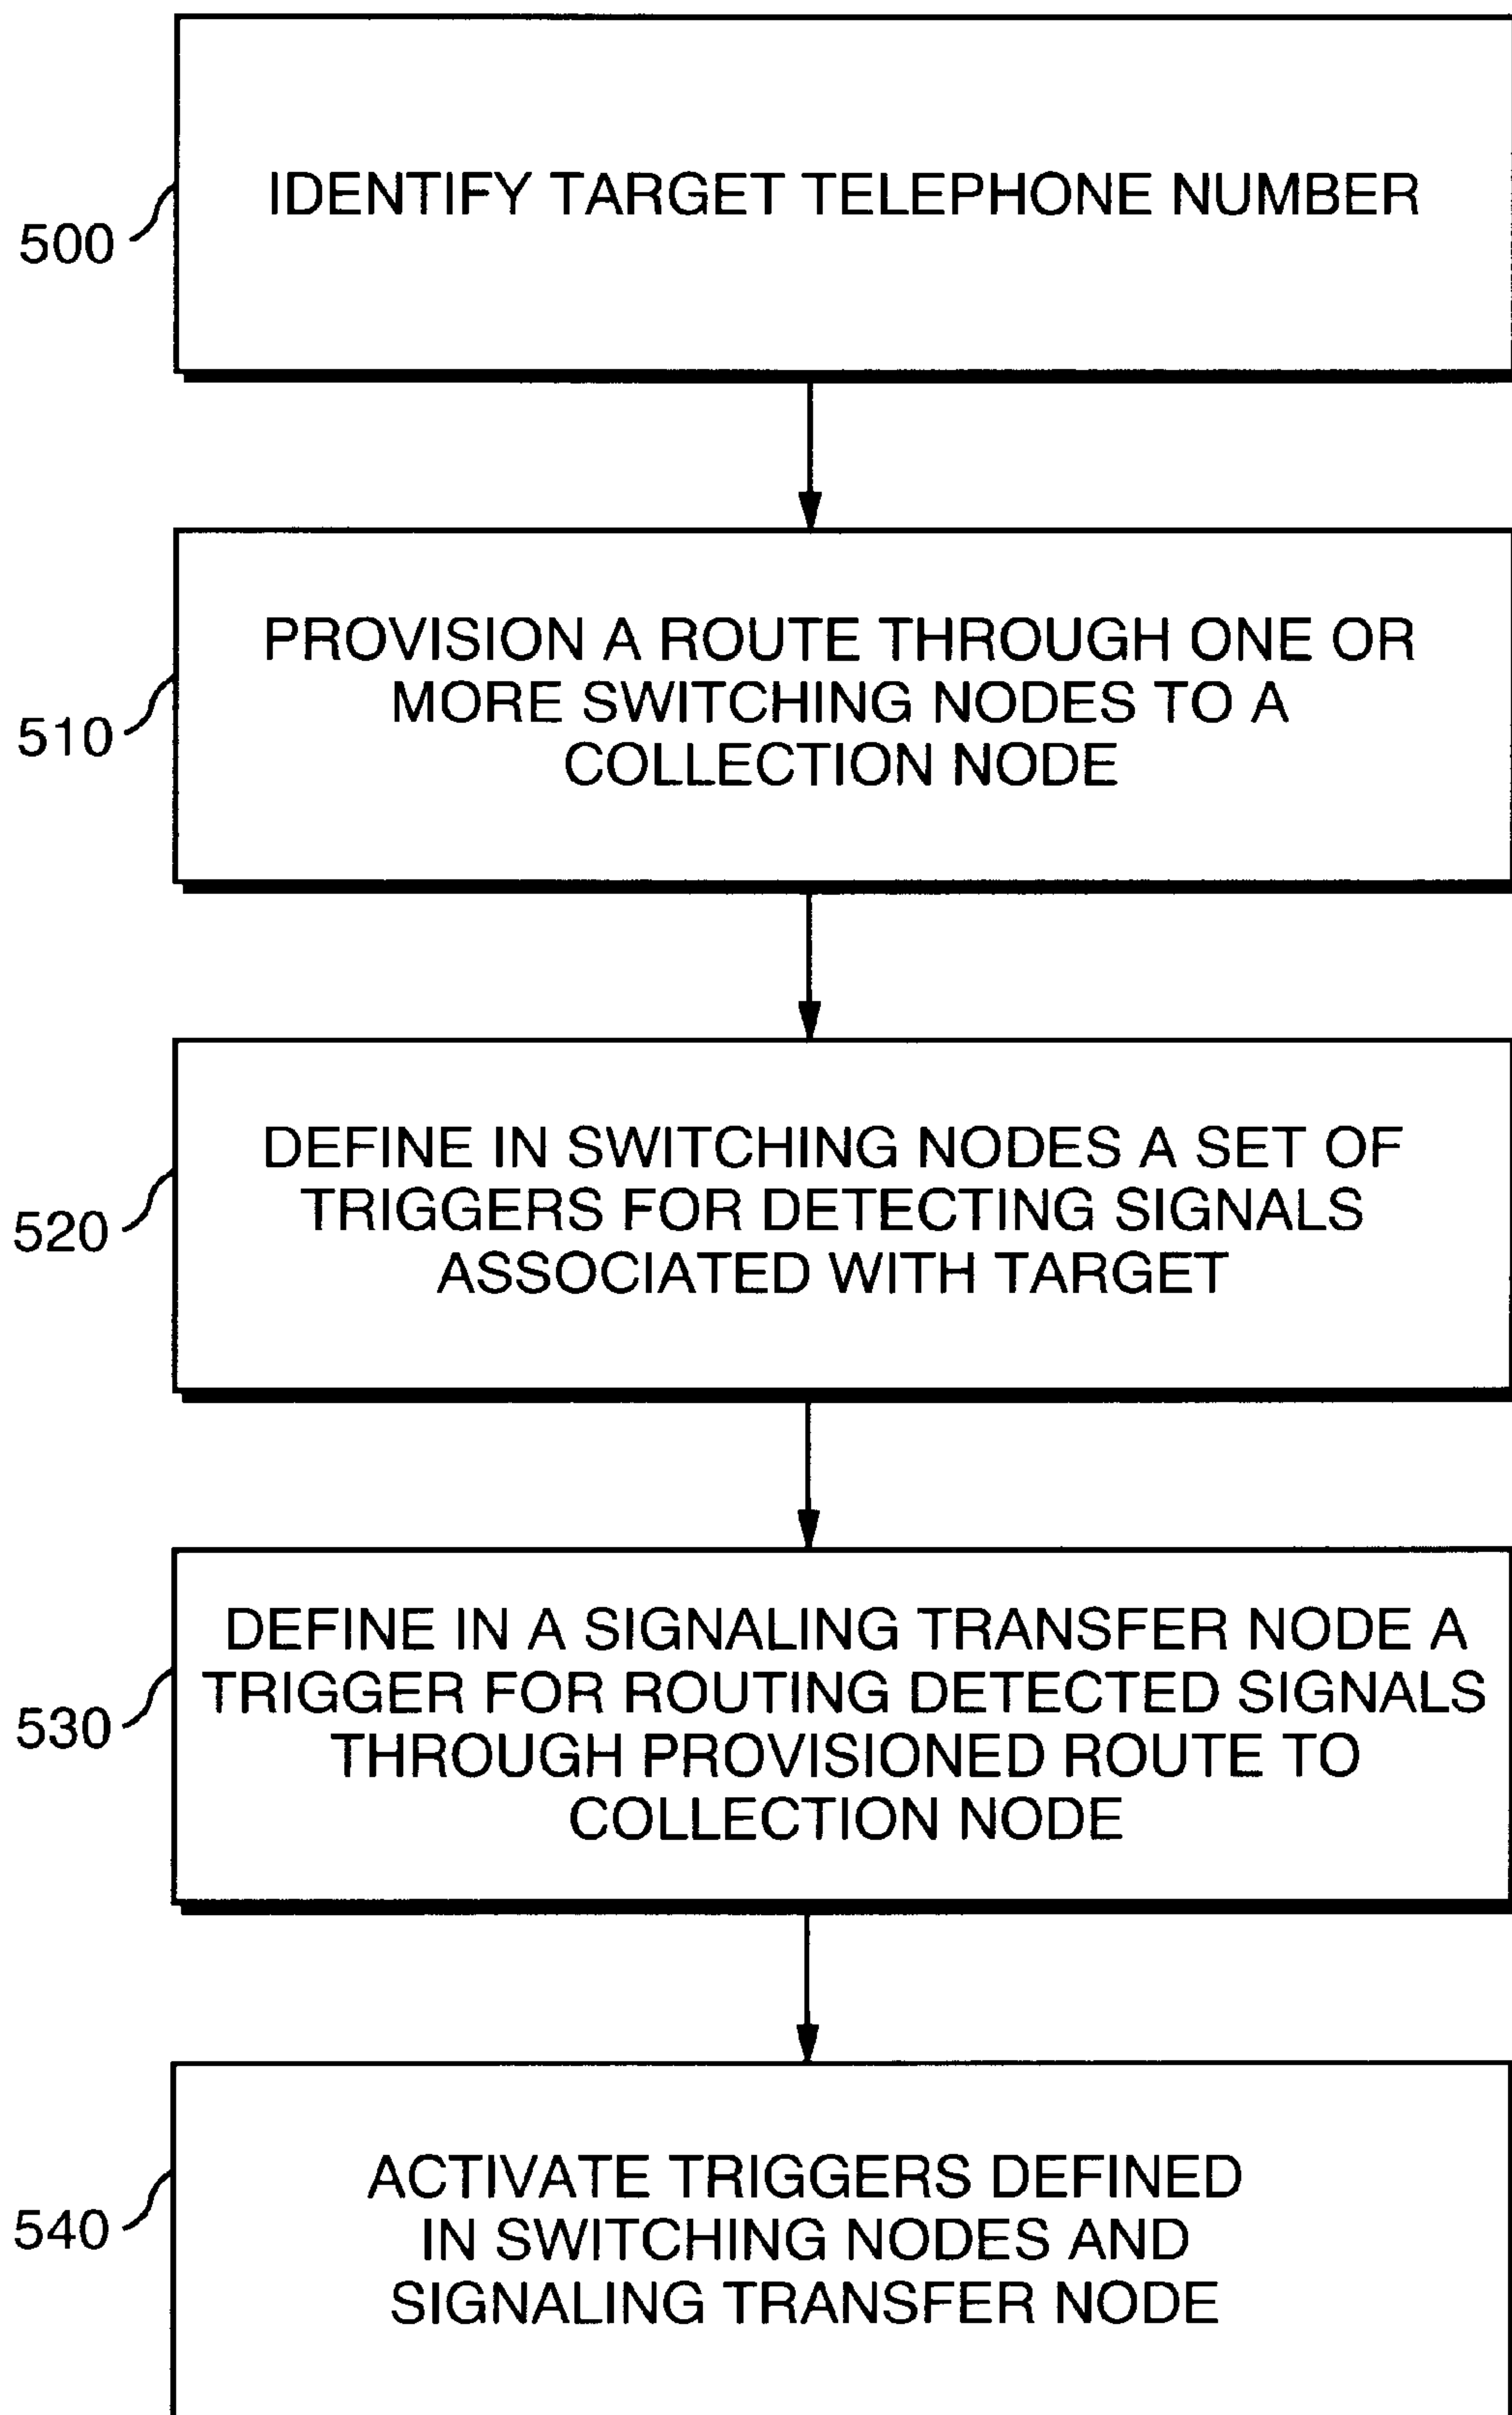 IDENTIFY TARGET TELEPHONE NUMBER
500
PROVISION A ROUTE THROUGH ONE OR
MORE SWITCHING NODES TO A
COLLECTION NODE
510
DEFINE IN SWITCHING NODES A SET OF
TRIGGERS FOR DETECTING SIGNALS
ASSOCIATED WITH TARGET
520
DEFINE IN A SIGNALING TRANSFER NODE A
TRIGGER FOR ROUTING DETECTED SIGNALS
THROUGH PROVISIONED ROUTE TO
COLLECTION NODE
530
ACTIVATE TRIGGERS DEFINED
IN SWITCHING NODES AND
SIGNALING TRANSFER NODE
540